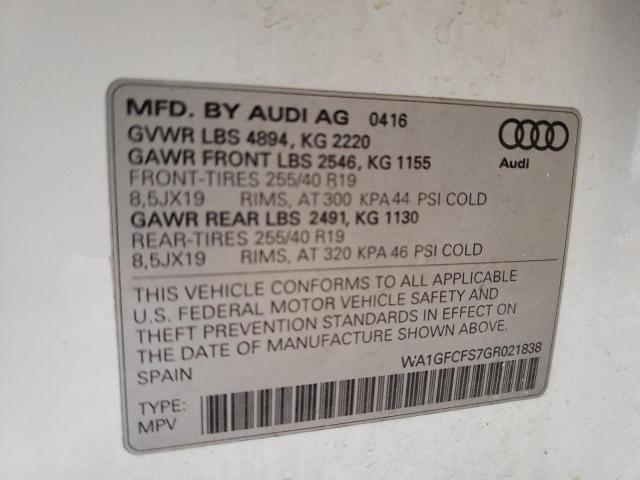 MFD. BY AUDI AG 0416
GVWR LBS 4894, KG 2220
GAWR FRONT LBS 2546, KG 1155
FRONT-TIRES 255/40 R19
8,5JX19 RIMS, AT 300 KPA 44 PSI COLD
GAWR REAR LBS 2491, KG 1130
REAR-TIRES 255/40 R19
8,5JX19 RIMS, AT 320 KPA 46 PSI COLD
Audi
THIS VEHICLE CONFORMS TO ALL APPLICABLE
U.S. FEDERAL MOTOR VEHICLE SAFETY AND
THEFT PREVENTION STANDARDS IN EFFECT ON
THE DATE OF MANUFACTURE SHOWN ABOVE.
SPAIN WA1GFCFS7GR021838
TYPE:
MPV